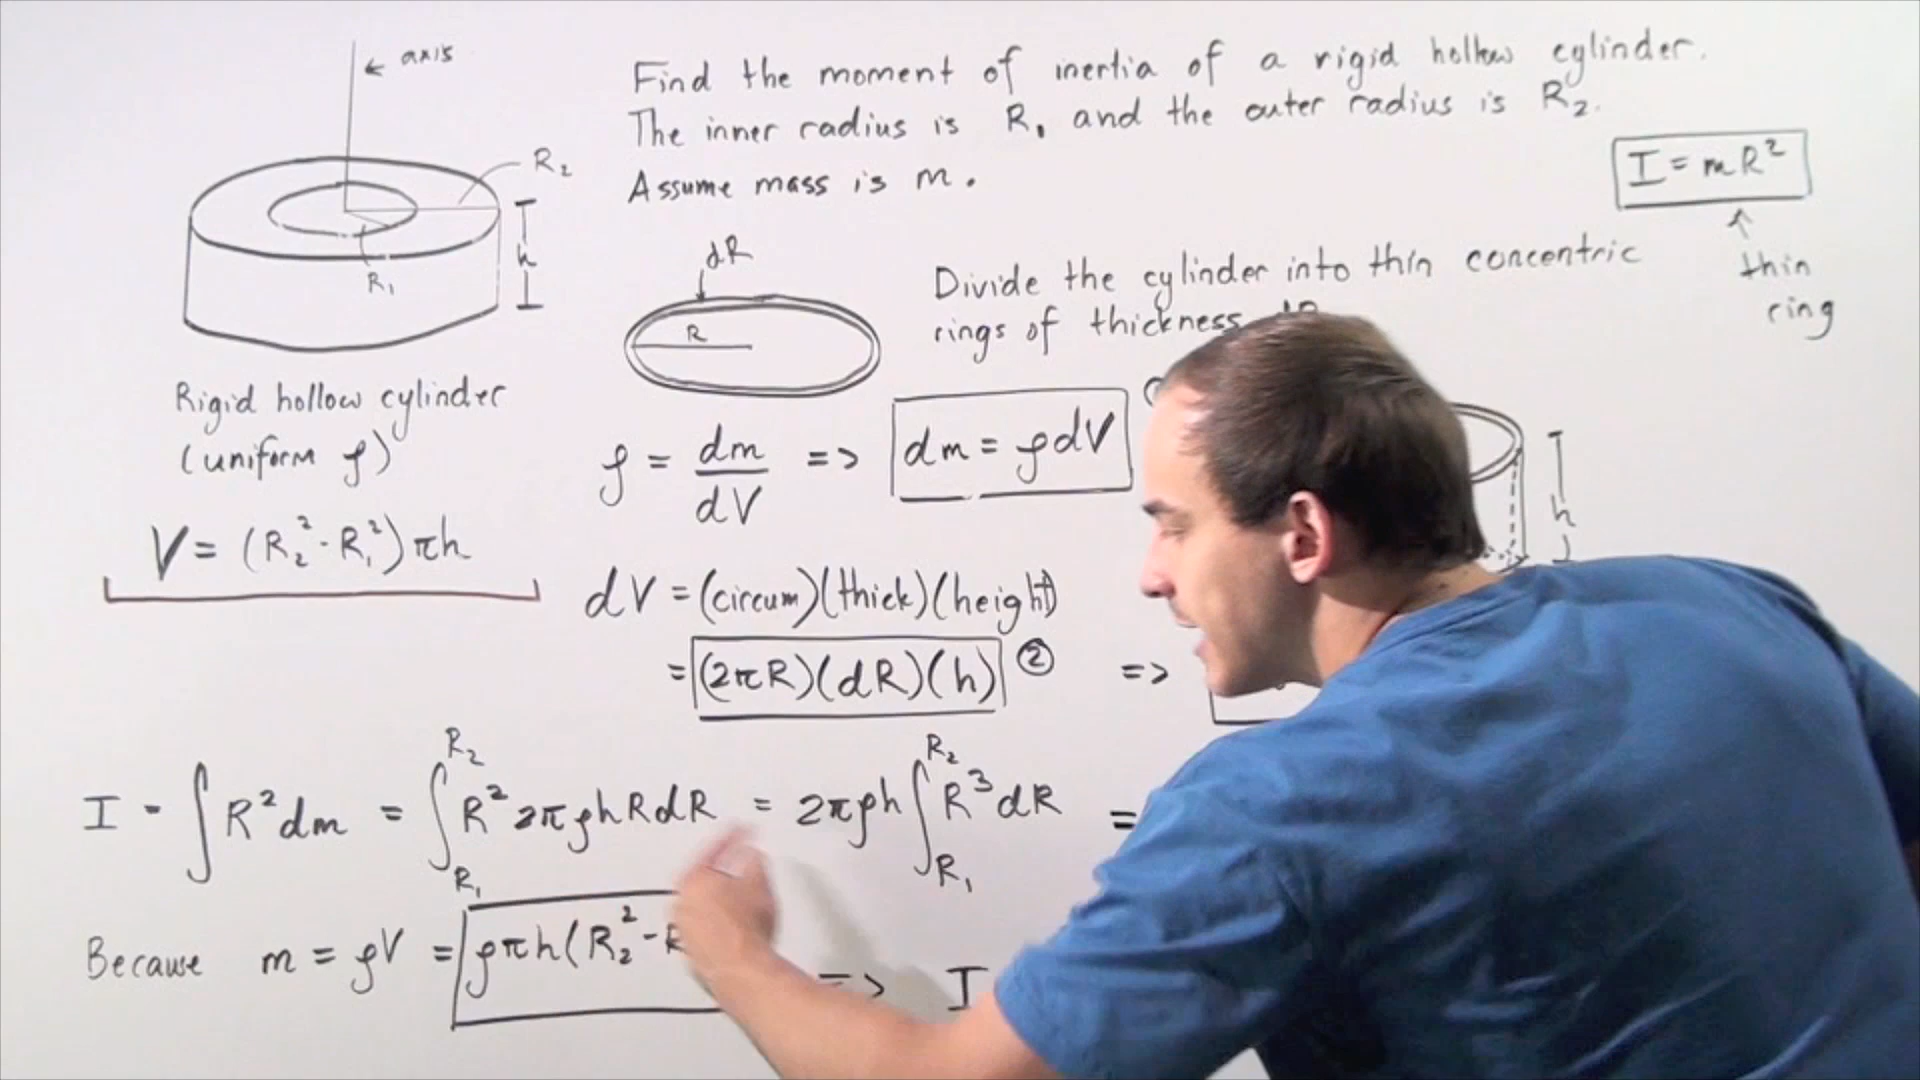 ← axis
Find the moment of inertia of a rigid hollow cylinder.
The inner radius is R₁ and the outer radius is R₂.
Assume mass is m.
I = mR²
↑
thin
ring
R₂
h
R₁
dR
R
Divide the cylinder into thin concentric
rings of thickness dR
Rigid hollow cylinder
(uniform ρ)
V = (R₂² - R₁²)πh
ρ = dm/dV => dm = ρdV
h
dV = (circum)(thick)(height)
= (2πR)(dR)(h) ② =>
I = ∫R²dm = ∫_{R₁}^{R₂} R² 2πρhRdR = 2πρh ∫_{R₁}^{R₂} R³dR =
Because m = ρV = ρπh(R₂² - R => I